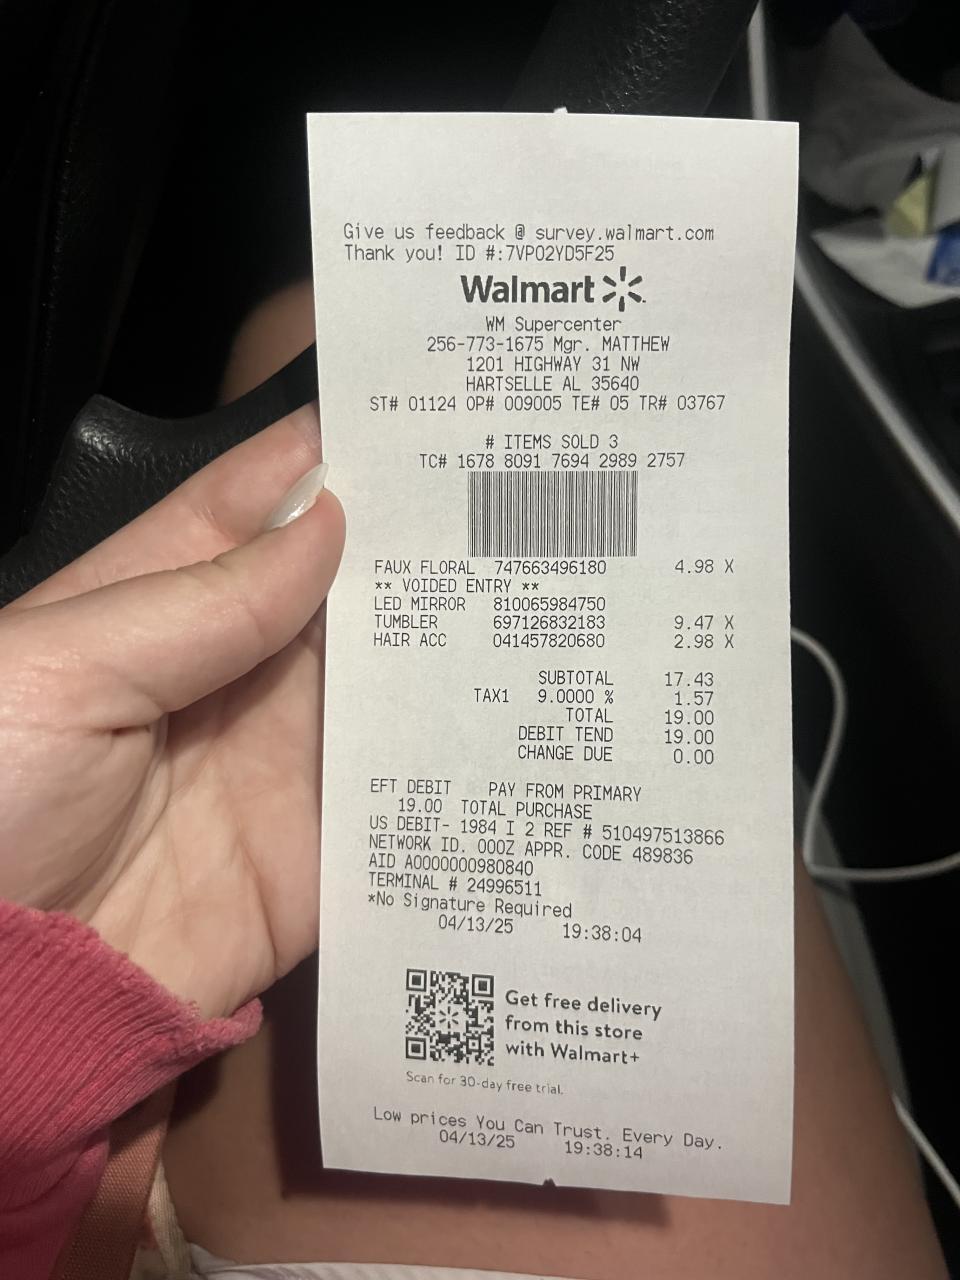 Give us feedback @ survey.walmart.com
Thank you! ID #:7VP02YD5F25
Walmart
WM Supercenter
256-773-1675 Mgr. MATTHEW
1201 HIGHWAY 31 NW
HARTSELLE AL 35640
ST# 01124 OP# 009005 TE# 05 TR# 03767
# ITEMS SOLD 3
TC# 1678 8091 7694 2989 2757
FAUX FLORAL 747663496180 4.98 X
** VOIDED ENTRY **
LED MIRROR 810065984750
TUMBLER 697126832183 9.47 X
HAIR ACC 041457820680 2.98 X
SUBTOTAL 17.43
TAX1 9.0000 % 1.57
TOTAL 19.00
DEBIT TEND 19.00
CHANGE DUE 0.00
EFT DEBIT PAY FROM PRIMARY
19.00 TOTAL PURCHASE
US DEBIT- 1984 I 2 REF # 510497513866
NETWORK ID. 000Z APPR. CODE 489836
AID A0000000980840
TERMINAL # 24996511
*No Signature Required
04/13/25 19:38:04
Get free delivery
from this store
with Walmart+
Scan for 30-day free trial.
Low prices You Can Trust. Every Day.
04/13/25 19:38:14